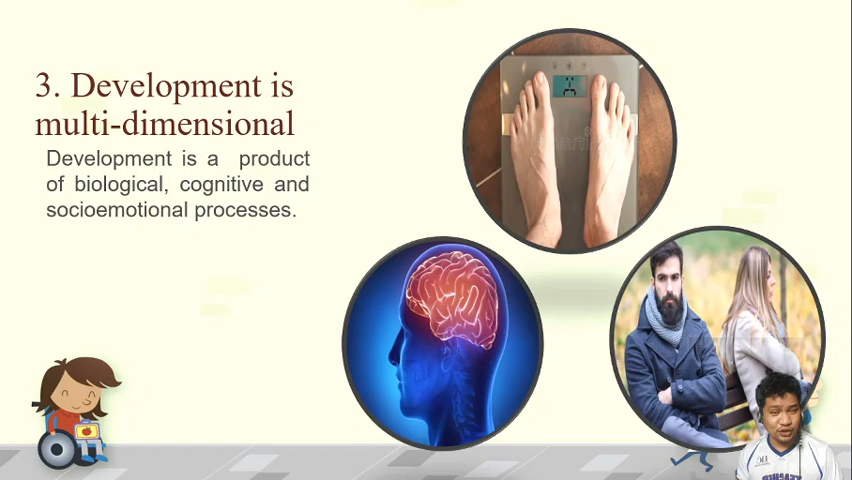 3. Development is
multi-dimensional
Development is a product
of biological, cognitive and
socioemotional processes.